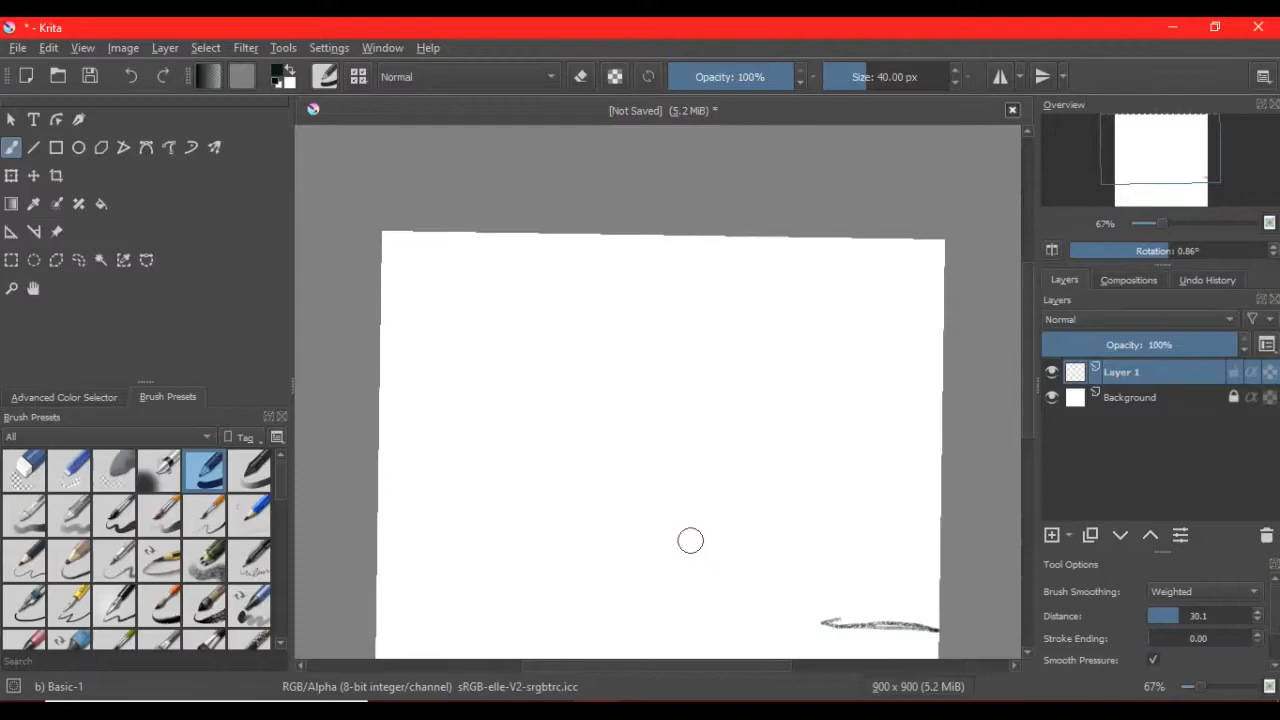 * - Krita
File Edit View Image Layer Select Filter Tools Settings Window Help
Normal Opacity: 100% Size: 40.00 px
[Not Saved] (5.2 MiB) *
Overview
67%
Rotation: 0.86°
Layers Compositions Undo History
Layers
Normal
Opacity: 100%
Layer 1
Background
Advanced Color Selector Brush Presets
Brush Presets
All Tag
Tool Options
Brush Smoothing: Weighted
Distance: 30.1
Stroke Ending: 0.00
Smooth Pressure:
Search
b) Basic-1 RGB/Alpha (8-bit integer/channel) sRGB-elle-V2-srgbtrc.icc 900 x 900 (5.2 MiB) 67%